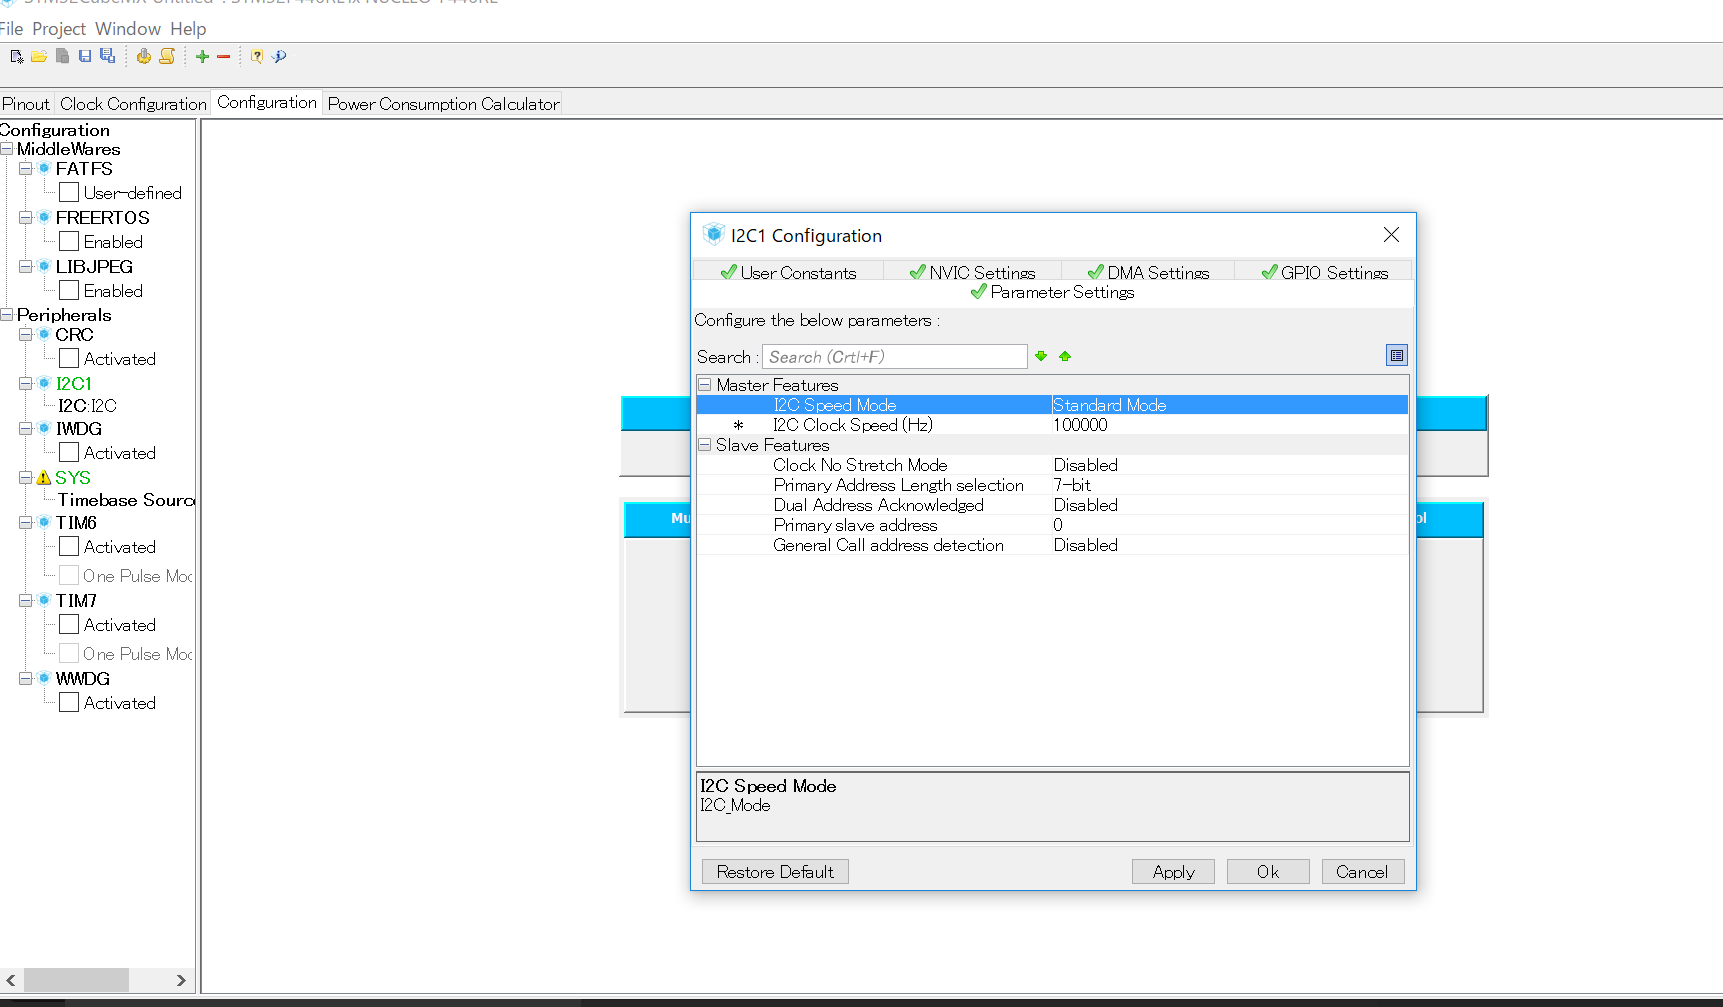 File Project Window Help
Pinout Clock Configuration Configuration Power Consumption Calculator
Configuration
MiddleWares
FATFS
User-defined
FREERTOS
Enabled
LIBJPEG
Enabled
Peripherals
CRC
Activated
I2C1
I2C:I2C
IWDG
Activated
SYS
Timebase Source
TIM6
Activated
One Pulse Mod
TIM7
Activated
One Pulse Mod
WWDG
Activated
Mu
ol
I2C1 Configuration
User Constants NVIC Settings DMA Settings GPIO Settings
Parameter Settings
Configure the below parameters :
Search : Search (Crtl+F)
Master Features
I2C Speed Mode Standard Mode
* I2C Clock Speed (Hz) 100000
Slave Features
Clock No Stretch Mode Disabled
Primary Address Length selection 7-bit
Dual Address Acknowledged Disabled
Primary slave address 0
General Call address detection Disabled
I2C Speed Mode
I2C_Mode
Restore Default Apply Ok Cancel